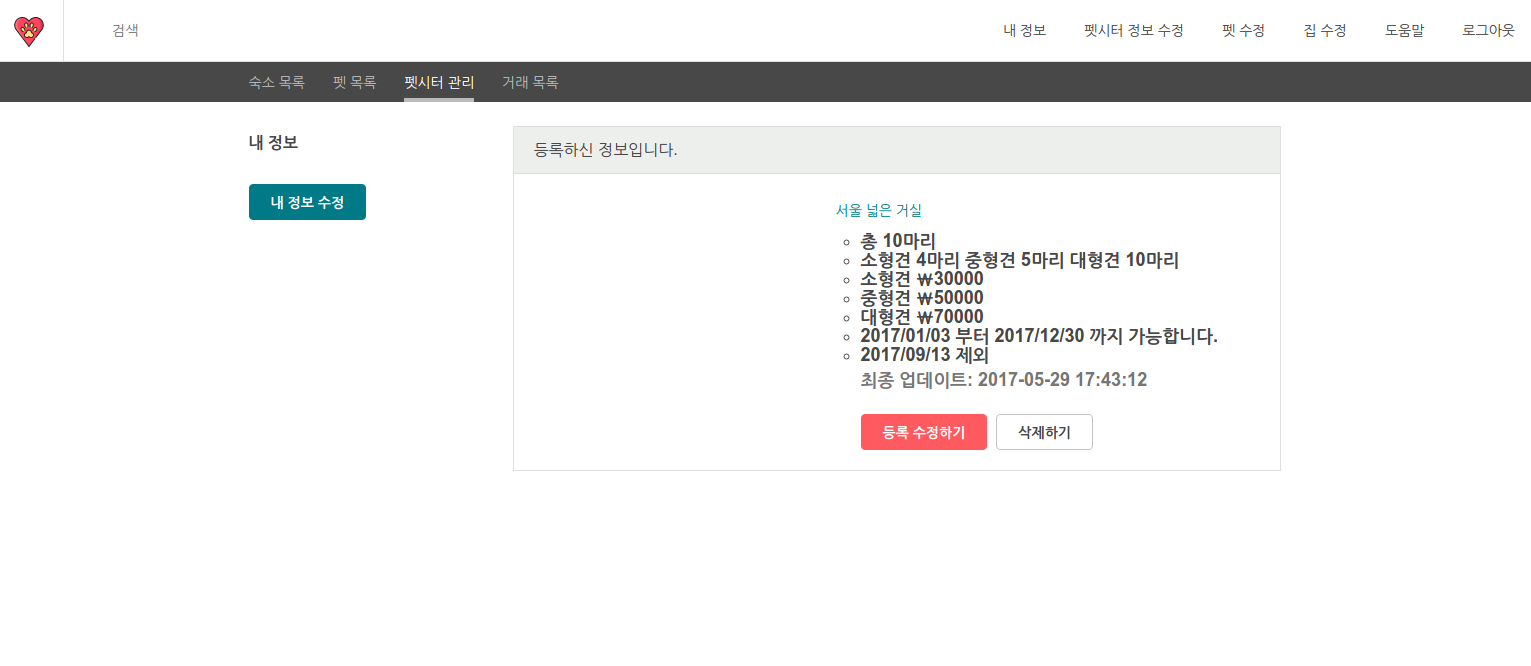 검색
내 정보
펫시터 정보 수정
펫 수정
집 수정
도움말
로그아웃
숙소 목록
펫 목록
펫시터 관리
거래 목록
내 정보
내 정보 수정
등록하신 정보입니다.
서울 넓은 거실
총 10마리
소형견 4마리 중형견 5마리 대형견 10마리
소형견 ₩30000
중형견 ₩50000
대형견 ₩70000
2017/01/03 부터 2017/12/30 까지 가능합니다.
2017/09/13 제외
최종 업데이트: 2017-05-29 17:43:12
등록 수정하기
삭제하기